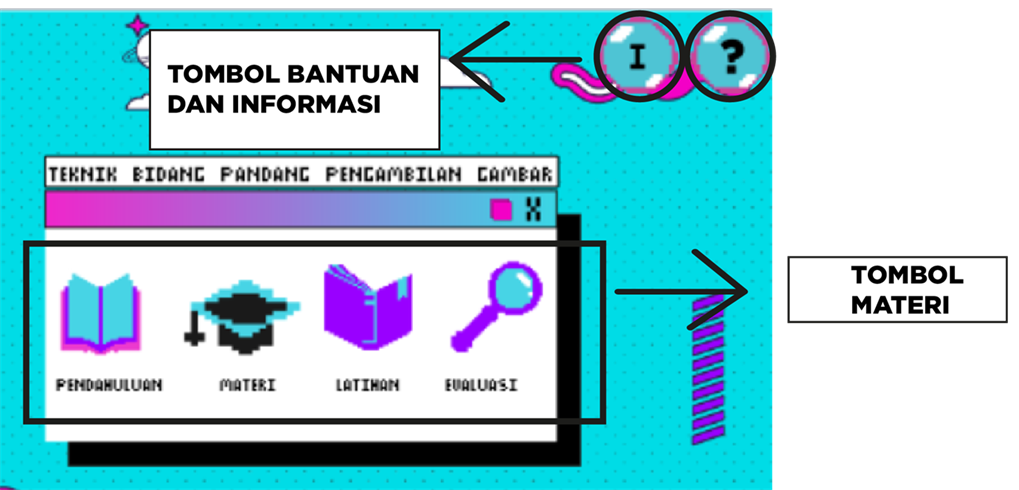 I ?
TOMBOL BANTUAN
DAN INFORMASI
TEKNIK BIDANG PANDANG PENGAMBILAN GAMBAR
X
TOMBOL
MATERI
PENDAHULUAN MATERI LATIHAN EVALUASI